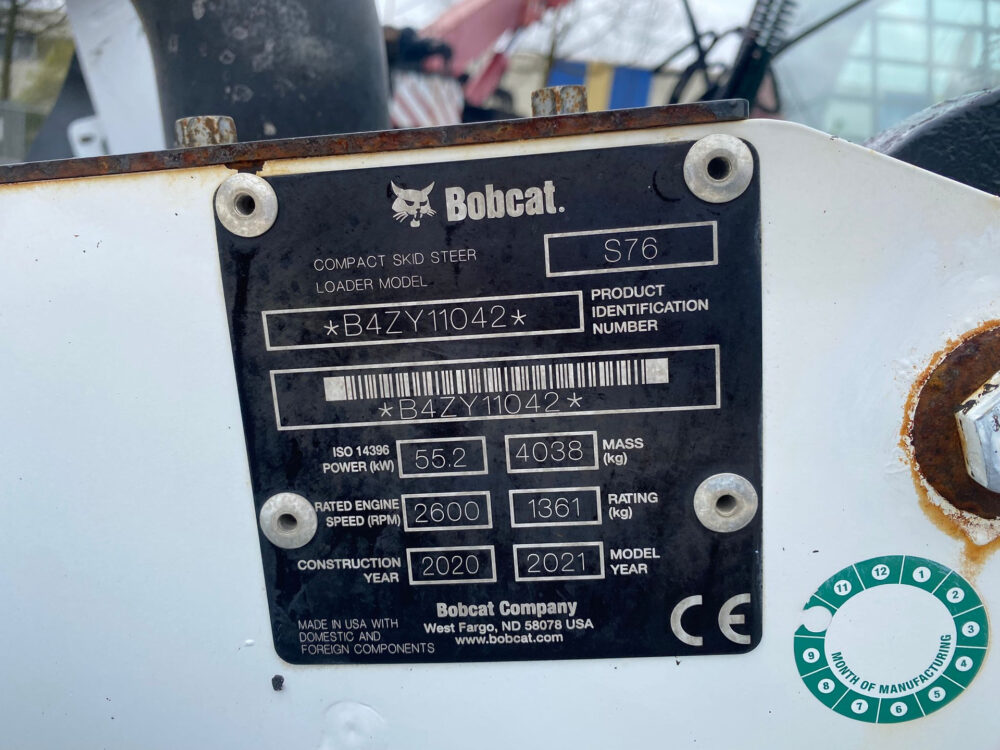 Bobcat.
COMPACT SKID STEER
LOADER MODEL
S76
*B4ZY11042*
PRODUCT
IDENTIFICATION
NUMBER
*B4ZY11042*
ISO 14396
POWER (kW)
55.2
4038
MASS
(kg)
RATED ENGINE
SPEED (RPM)
2600
1361
RATING
(kg)
CONSTRUCTION
YEAR
2020
2021
MODEL
YEAR
Bobcat Company
West Fargo, ND 58078 USA
www.bobcat.com
MADE IN USA WITH
DOMESTIC AND
FOREIGN COMPONENTS
CE
1
2
3
4
5
6
7
8
9
11
12
MONTH OF MANUFACTURING